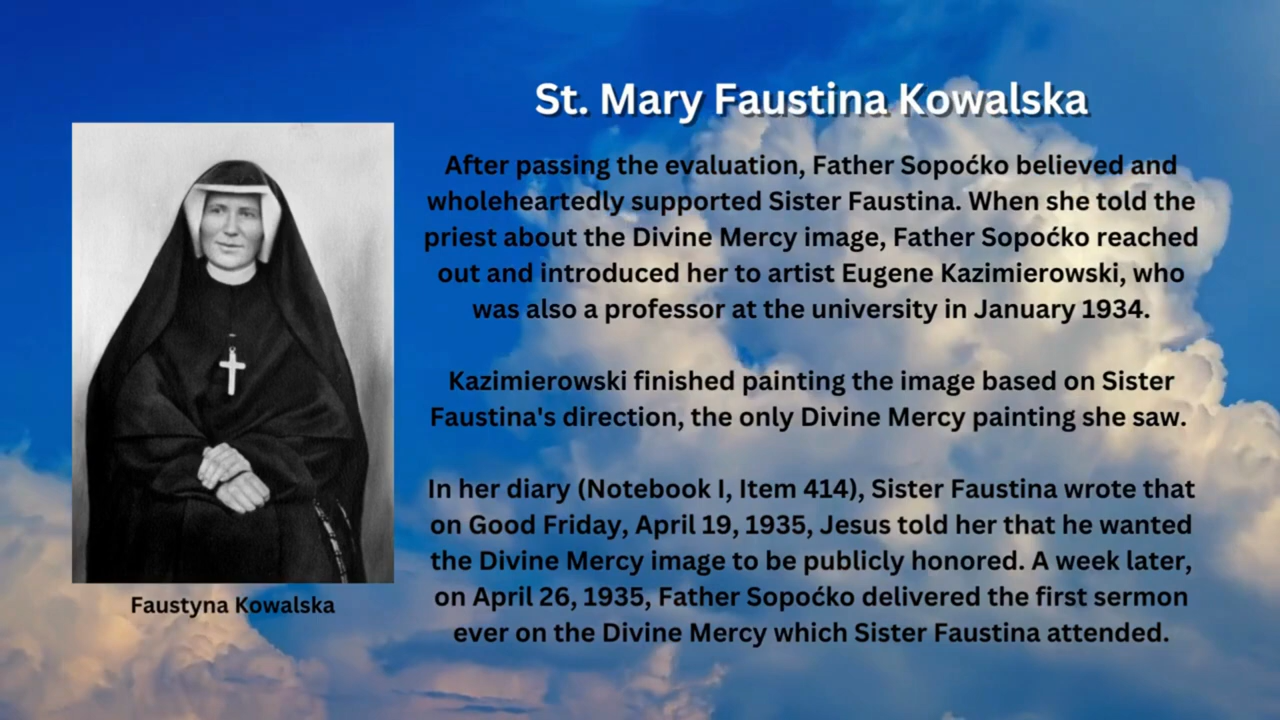 St. Mary Faustina Kowalska
After passing the evaluation, Father Sopoćko believed and
wholeheartedly supported Sister Faustina. When she told the
priest about the Divine Mercy image, Father Sopoćko reached
out and introduced her to artist Eugene Kazimierowski, who
was also a professor at the university in January 1934.
Kazimierowski finished painting the image based on Sister
Faustina's direction, the only Divine Mercy painting she saw.
In her diary (Notebook I, Item 414), Sister Faustina wrote that
on Good Friday, April 19, 1935, Jesus told her that he wanted
the Divine Mercy image to be publicly honored. A week later,
on April 26, 1935, Father Sopoćko delivered the first sermon
ever on the Divine Mercy which Sister Faustina attended.
Faustyna Kowalska